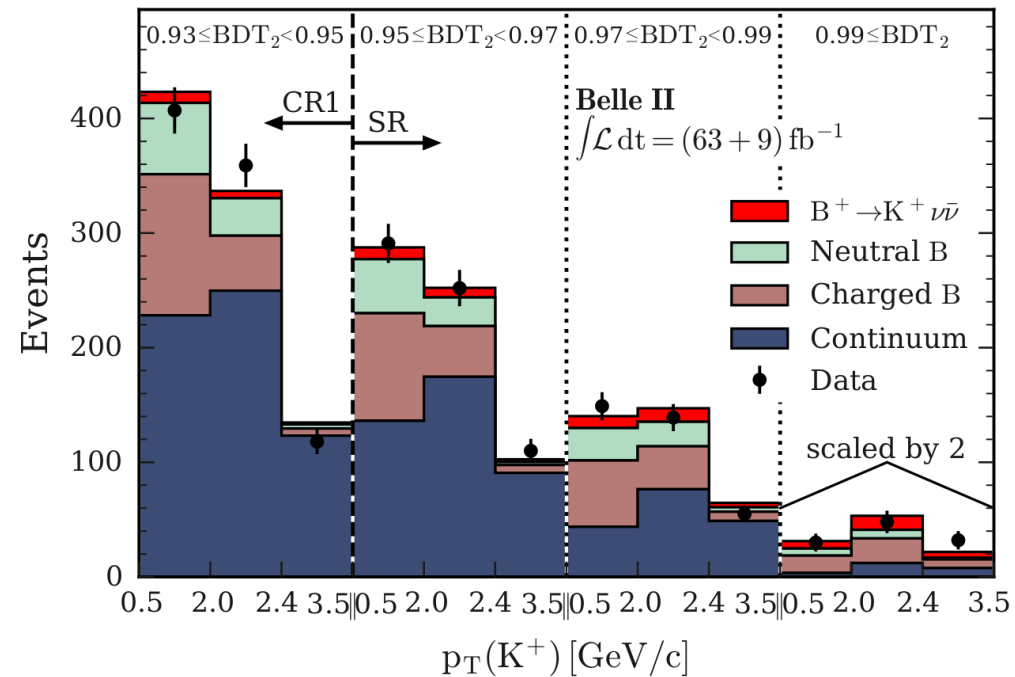 0.93≤BDT₂<0.95 0.95≤BDT₂<0.97 0.97≤BDT₂<0.99 0.99≤BDT₂
CR1
SR
Belle II
∫ℒ dt = (63 + 9) fb⁻¹
B⁺→K⁺νν̄
Neutral B
Charged B
Continuum
Data
scaled by 2
Events
400
300
200
100
0
0.5 2.0 2.4 3.5||0.5 2.0 2.4 3.5||0.5 2.0 2.4 3.5||0.5 2.0 2.4 3.5
p_T(K⁺) [GeV/c]